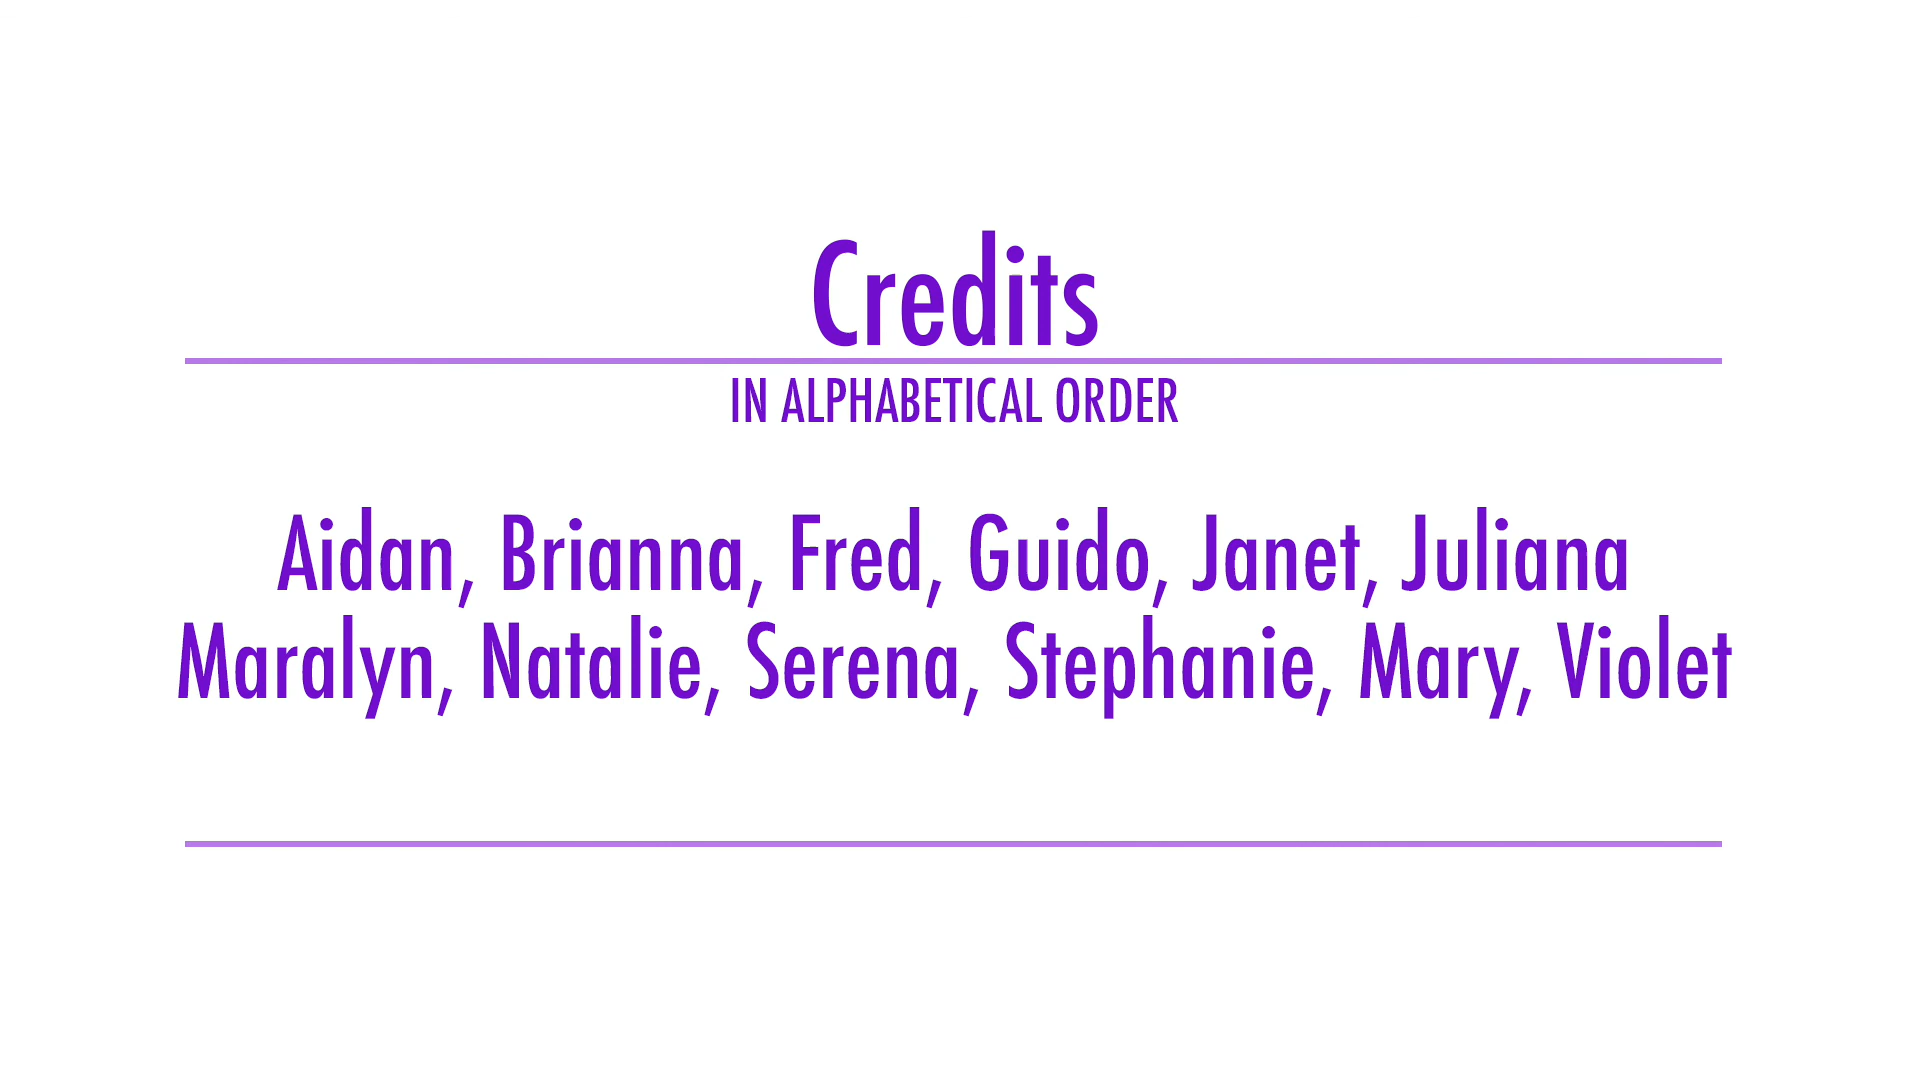 Credits
IN ALPHABETICAL ORDER
Aidan, Brianna, Fred, Guido, Janet, Juliana
Maralyn, Natalie, Serena, Stephanie, Mary, Violet